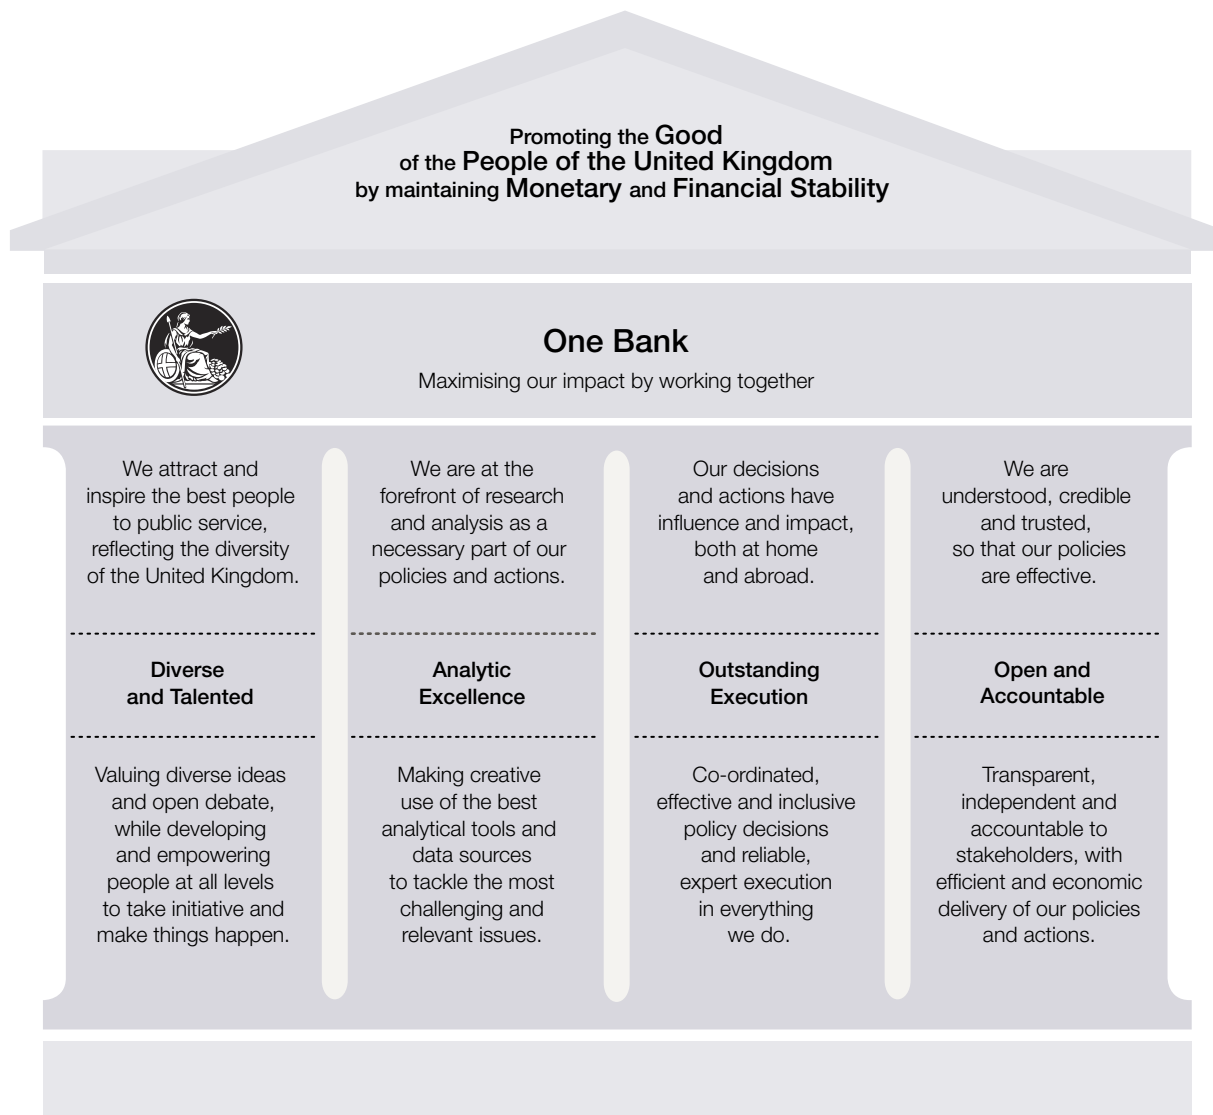 Promoting the Good
of the People of the United Kingdom
by maintaining Monetary and Financial Stability
One Bank
Maximising our impact by working together
We attract and
inspire the best people
to public service,
reflecting the diversity
of the United Kingdom.
Diverse
and Talented
Valuing diverse ideas
and open debate,
while developing
and empowering
people at all levels
to take initiative and
make things happen.
We are at the
forefront of research
and analysis as a
necessary part of our
policies and actions.
Analytic
Excellence
Making creative
use of the best
analytical tools and
data sources
to tackle the most
challenging and
relevant issues.
Our decisions
and actions have
influence and impact,
both at home
and abroad.
Outstanding
Execution
Co-ordinated,
effective and inclusive
policy decisions
and reliable,
expert execution
in everything
we do.
We are
understood, credible
and trusted,
so that our policies
are effective.
Open and
Accountable
Transparent,
independent and
accountable to
stakeholders, with
efficient and economic
delivery of our policies
and actions.